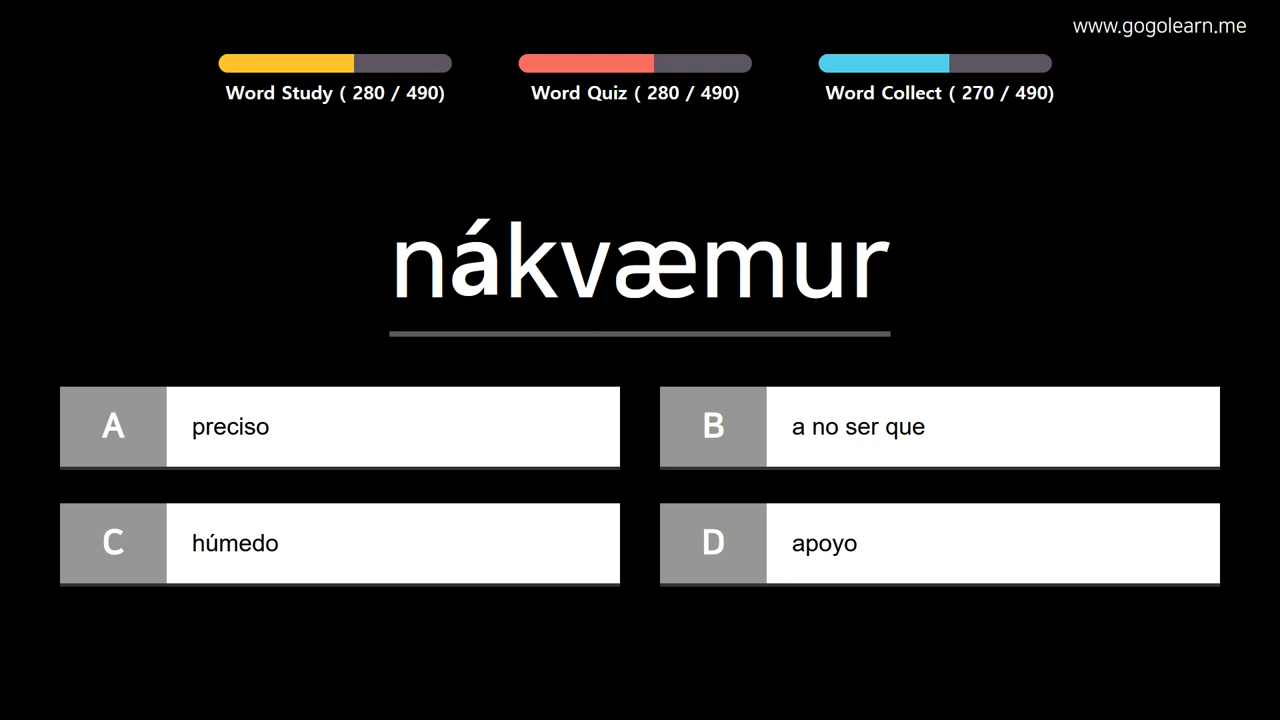 www.gogolearn.me
Word Study ( 280 / 490)
Word Quiz ( 280 / 490)
Word Collect ( 270 / 490)
nákvæmur
A preciso
B a no ser que
C húmedo
D apoyo